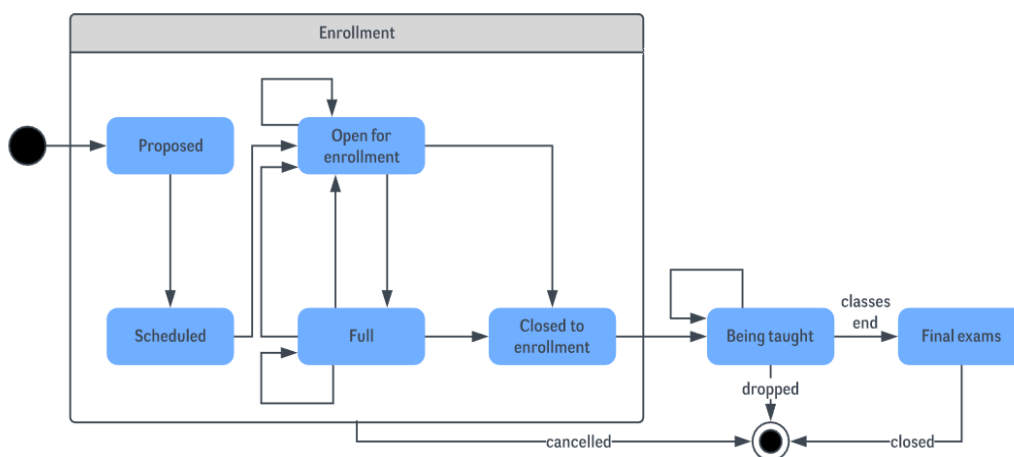 Enrollment
Proposed
Open for
enrollment
Scheduled
Full
Closed to
enrollment
Being taught
classes
end
Final exams
dropped
cancelled
closed